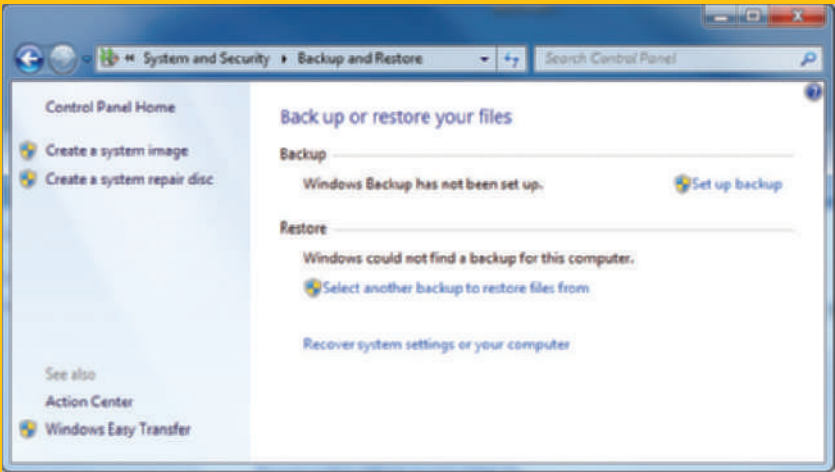 « System and Security ▸ Backup and Restore
Search Control Panel
Control Panel Home
Create a system image
Create a system repair disc
See also
Action Center
Windows Easy Transfer
Back up or restore your files
Backup
Windows Backup has not been set up.
Set up backup
Restore
Windows could not find a backup for this computer.
Select another backup to restore files from
Recover system settings or your computer